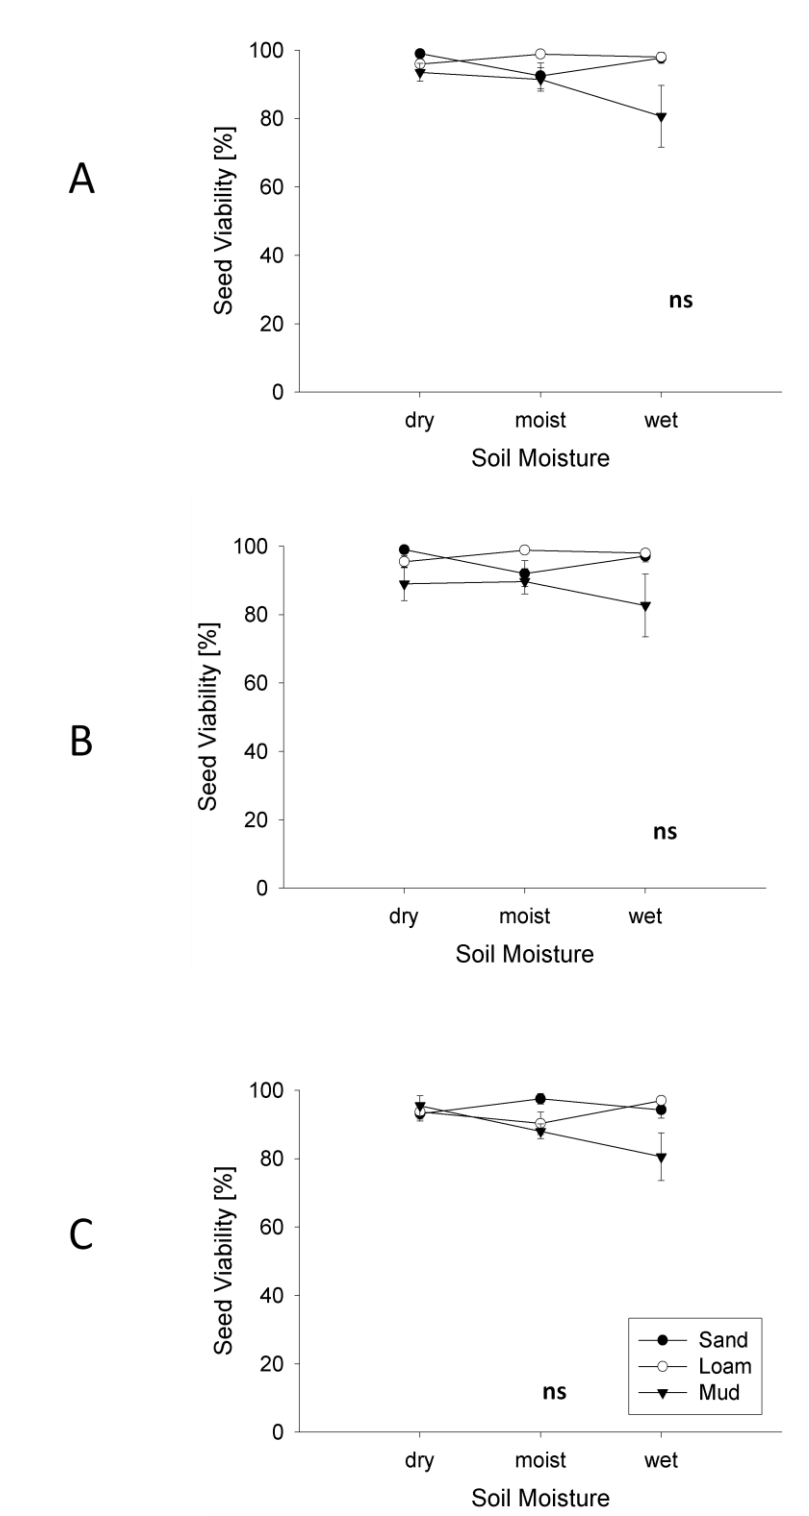 A
Seed Viability [%]
100
80
60
40
20
0
ns
dry moist wet
Soil Moisture
B
Seed Viability [%]
100
80
60
40
20
0
ns
dry moist wet
Soil Moisture
C
Seed Viability [%]
100
80
60
40
20
0
ns
Sand
Loam
Mud
dry moist wet
Soil Moisture